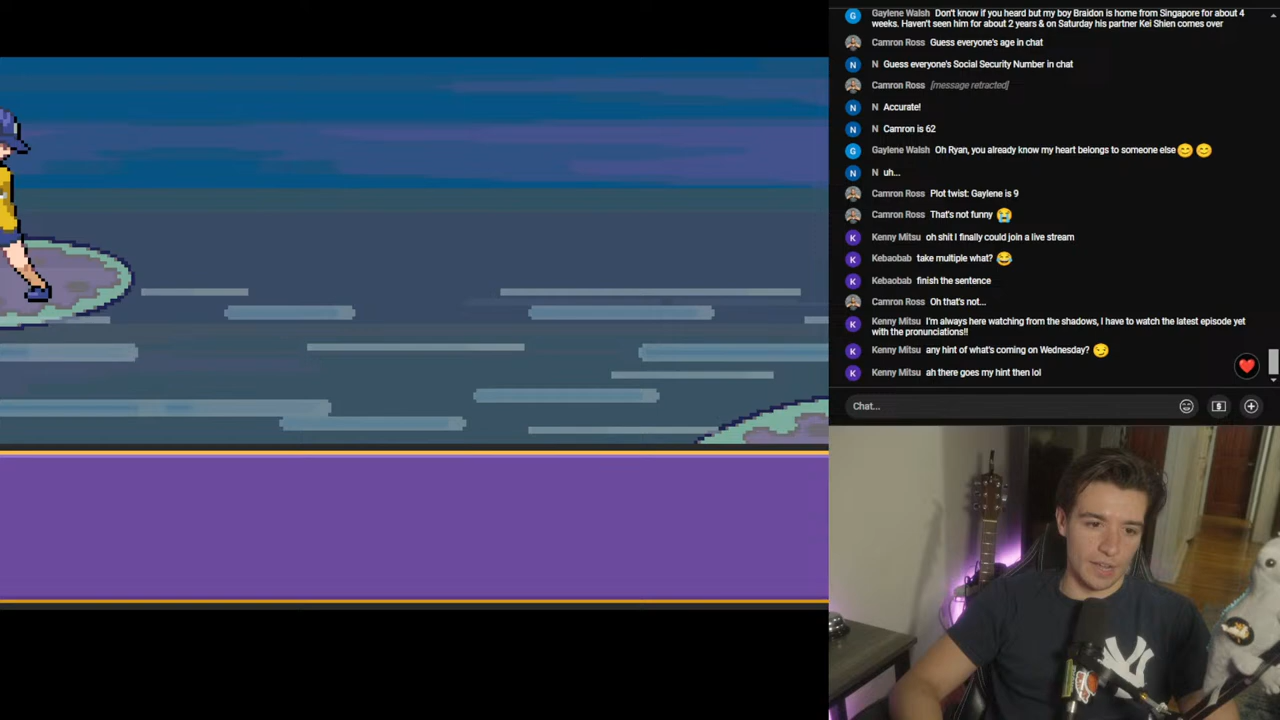 G Gaylene Walsh Don't know if you heard but my boy Braidon is home from Singapore for about 4
weeks. Haven't seen him for about 2 years & on Saturday his partner Kei Shien comes over
Camron Ross Guess everyone's age in chat
N N Guess everyone's Social Security Number in chat
Camron Ross [message retracted]
N N Accurate!
N N Camron is 62
G Gaylene Walsh Oh Ryan, you already know my heart belongs to someone else😊 😊
N N uh...
Camron Ross Plot twist: Gaylene is 9
Camron Ross That's not funny 😭
K Kenny Mitsu oh shit I finally could join a live stream
K Kebaobab take multiple what? 😂
K Kebaobab finish the sentence
Camron Ross Oh that's not...
K Kenny Mitsu I'm always here watching from the shadows, I have to watch the latest episode yet
with the pronunciations!!
K Kenny Mitsu any hint of what's coming on Wednesday? 😏
K Kenny Mitsu ah there goes my hint then lol
Chat...